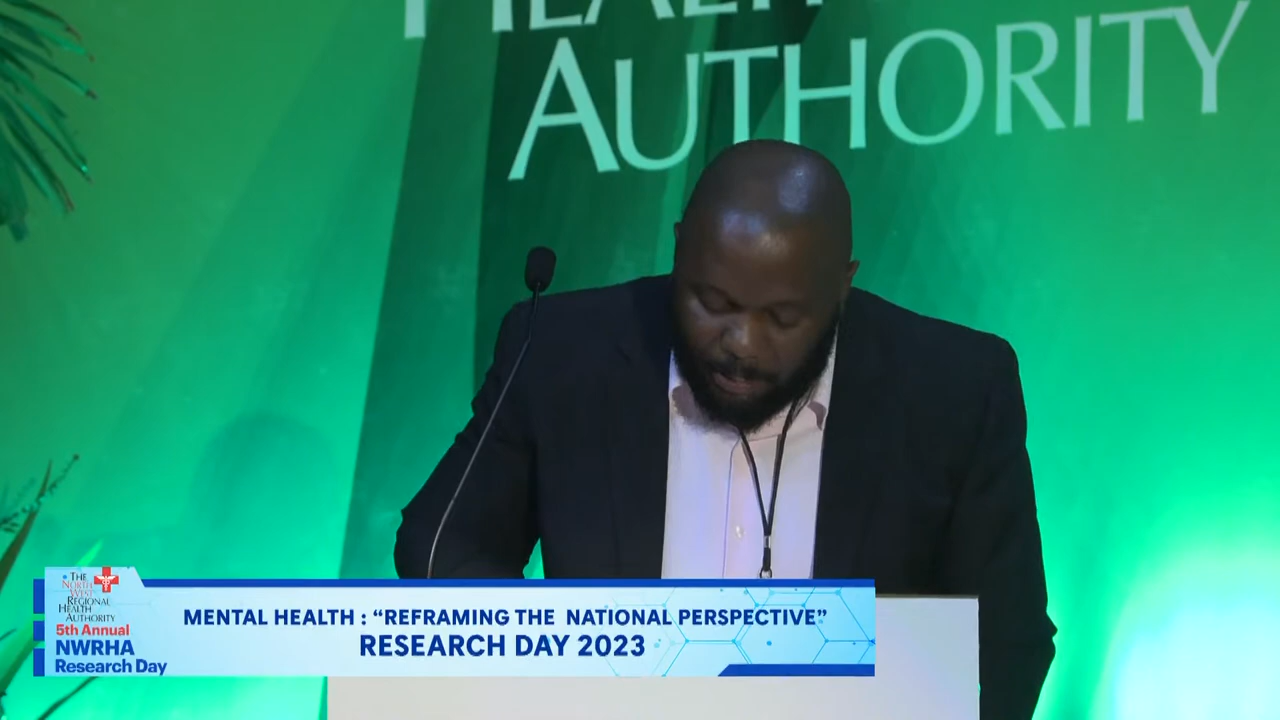 HEALTH
AUTHORITY
THE
NORTH
WEST
REGIONAL
HEALTH
AUTHORITY
5th Annual
NWRHA
Research Day
MENTAL HEALTH : “REFRAMING THE NATIONAL PERSPECTIVE”
RESEARCH DAY 2023